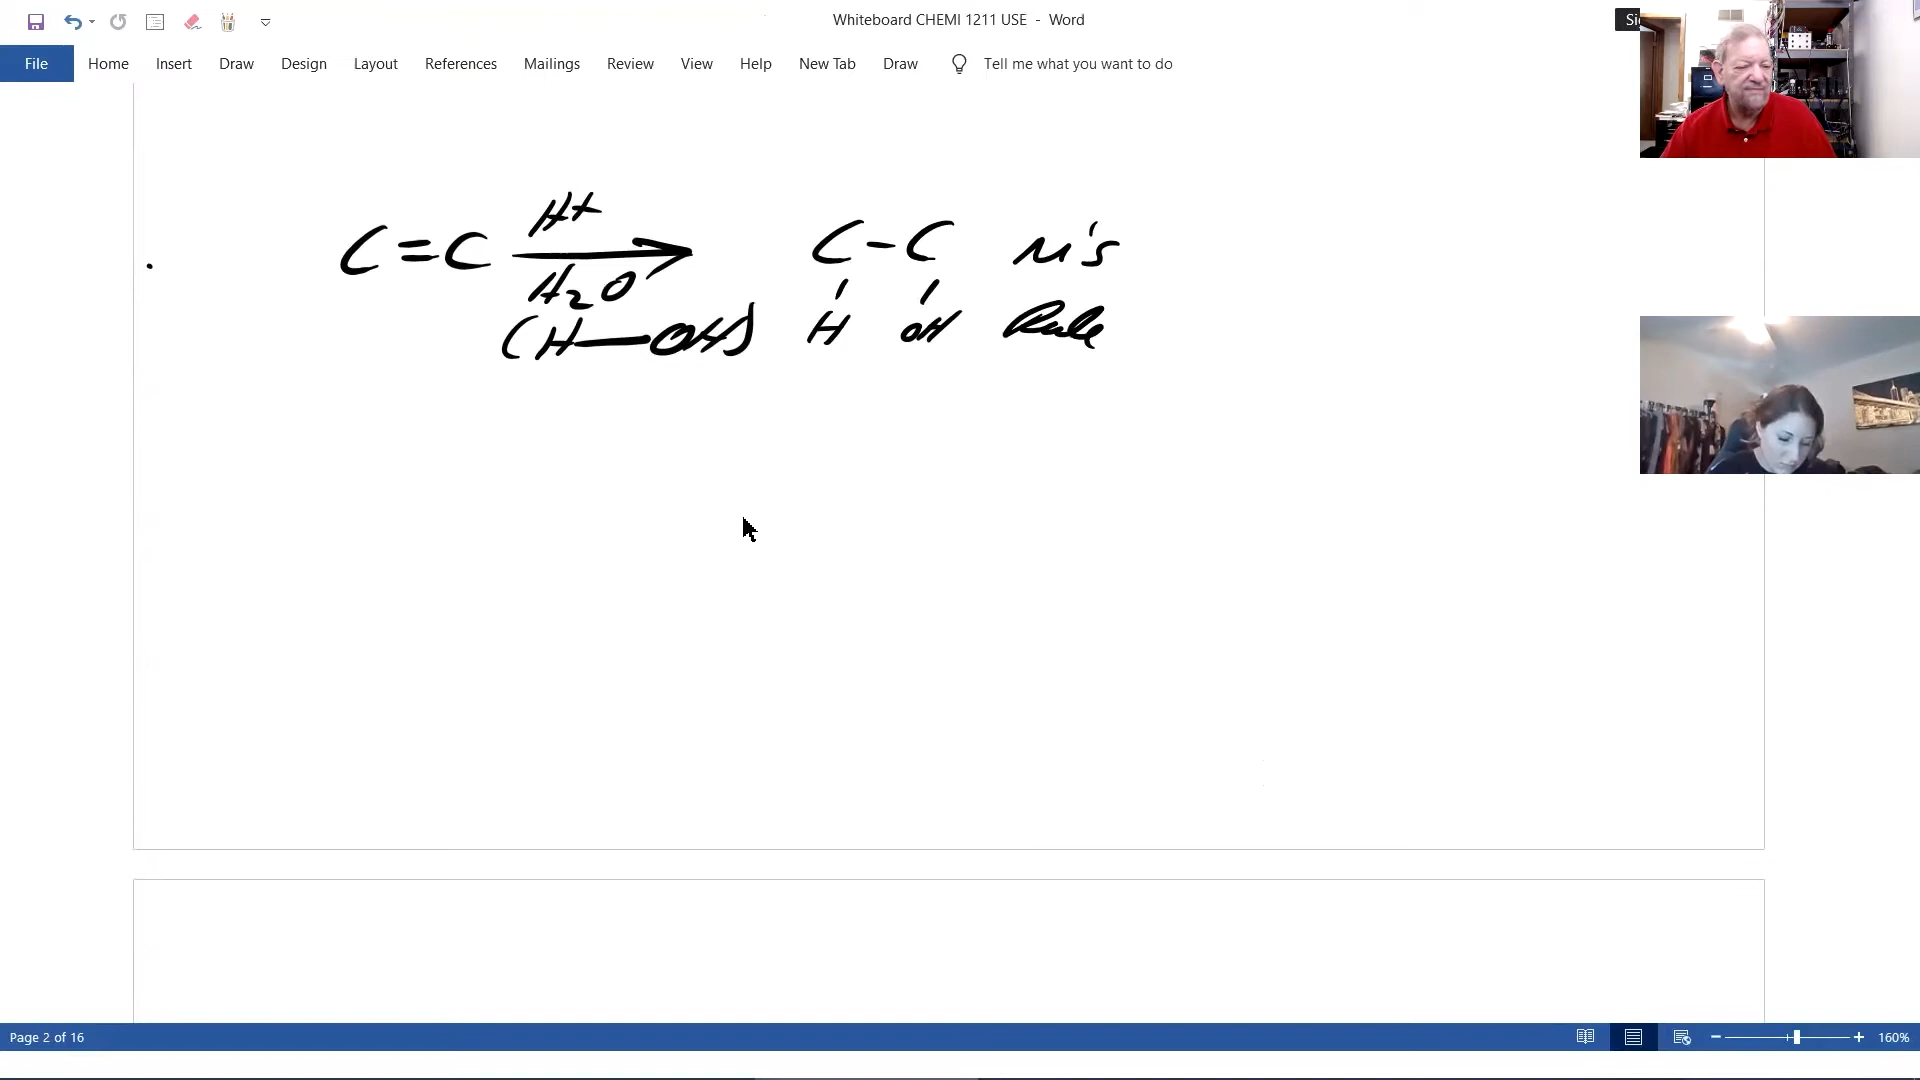 Whiteboard CHEMI 1211 USE - Word
Si
File Home Insert Draw Design Layout References Mailings Review View Help New Tab Draw Tell me what you want to do
H+
C=C → C-C M's
H₂O
(H—OH) H OH Rule
Page 2 of 16
160%